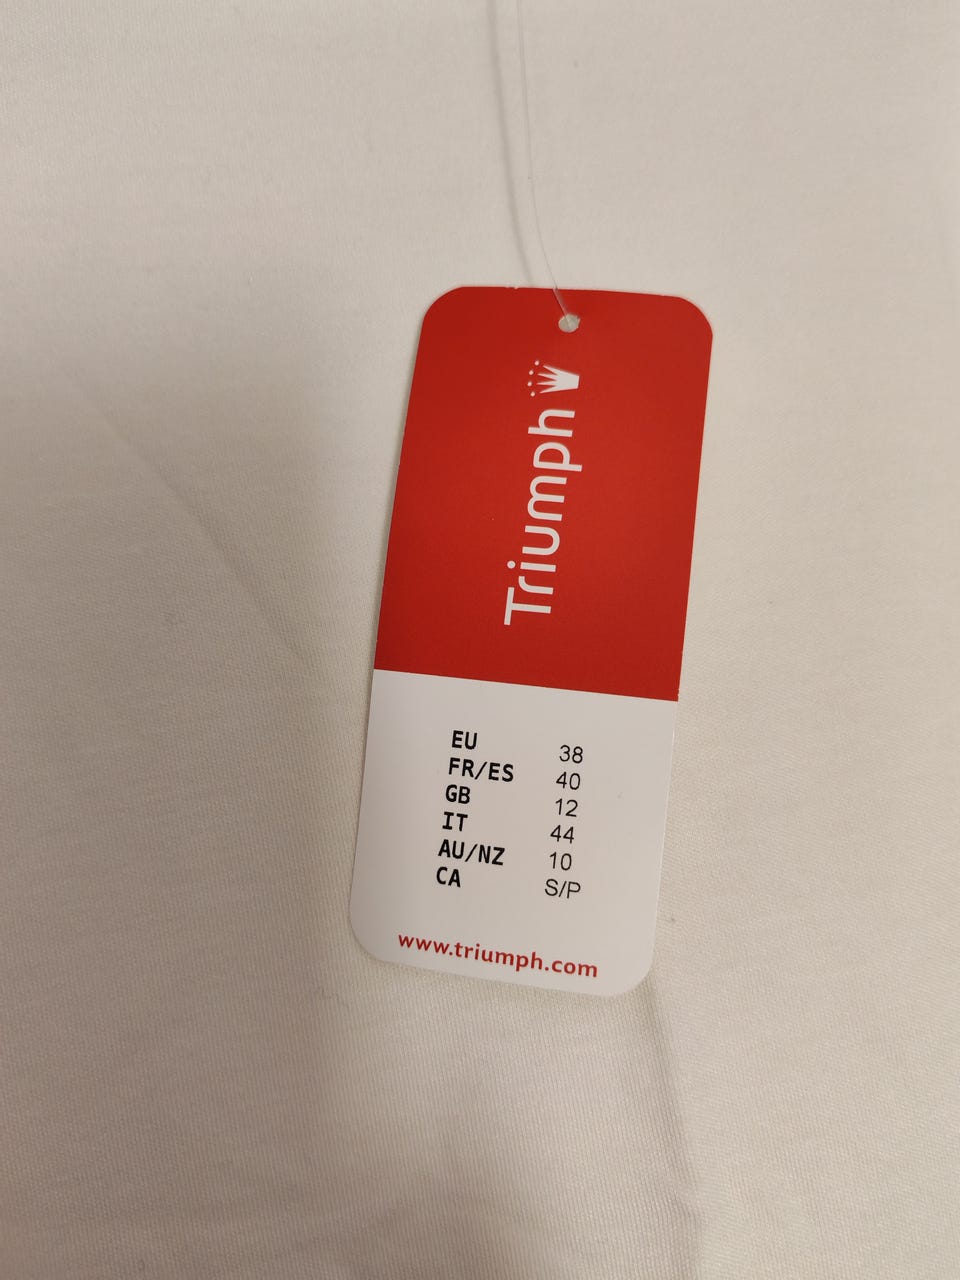 Triumph
EU 38
FR/ES 40
GB 12
IT 44
AU/NZ 10
CA S/P
www.triumph.com